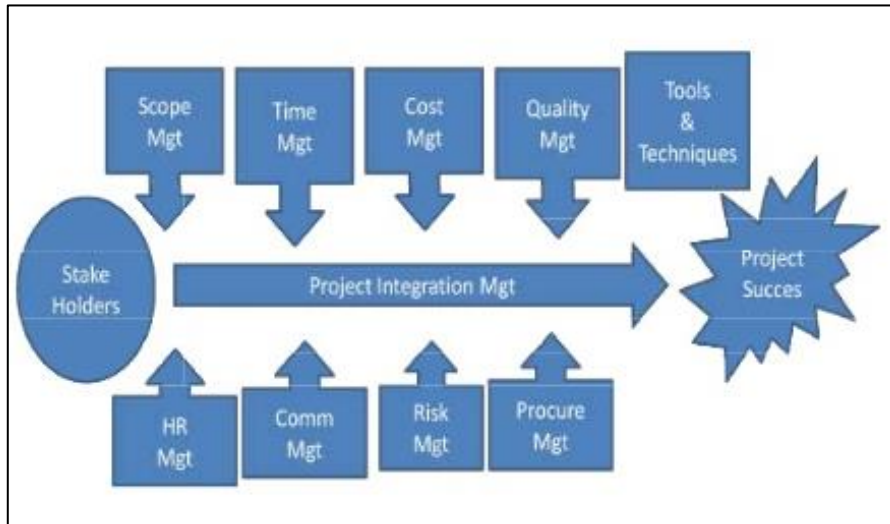 Scope
Mgt
Time
Mgt
Cost
Mgt
Quality
Mgt
Tools
&
Techniques
Stake
Holders
Project Integration Mgt
Project
Succes
HR
Mgt
Comm
Mgt
Risk
Mgt
Procure
Mgt